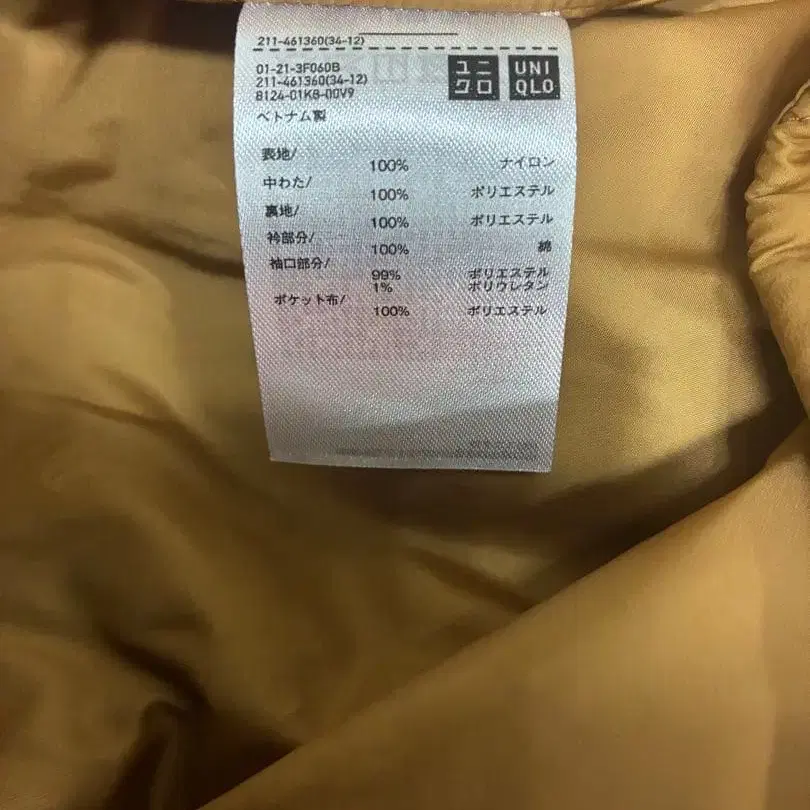 211-461360(34-12)
01-21-3F060B
211-461360(34-12)
8124-01K8-00V9
ユニ
クロ
UNI
QLO
ベトナム製
表地/ 100% ナイロン
中わた/ 100% ポリエステル
裏地/ 100% ポリエステル
衿部分/ 100% 綿
袖口部分/ 99% ポリエステル
1% ポリウレタン
ポケット布/ 100% ポリエステル